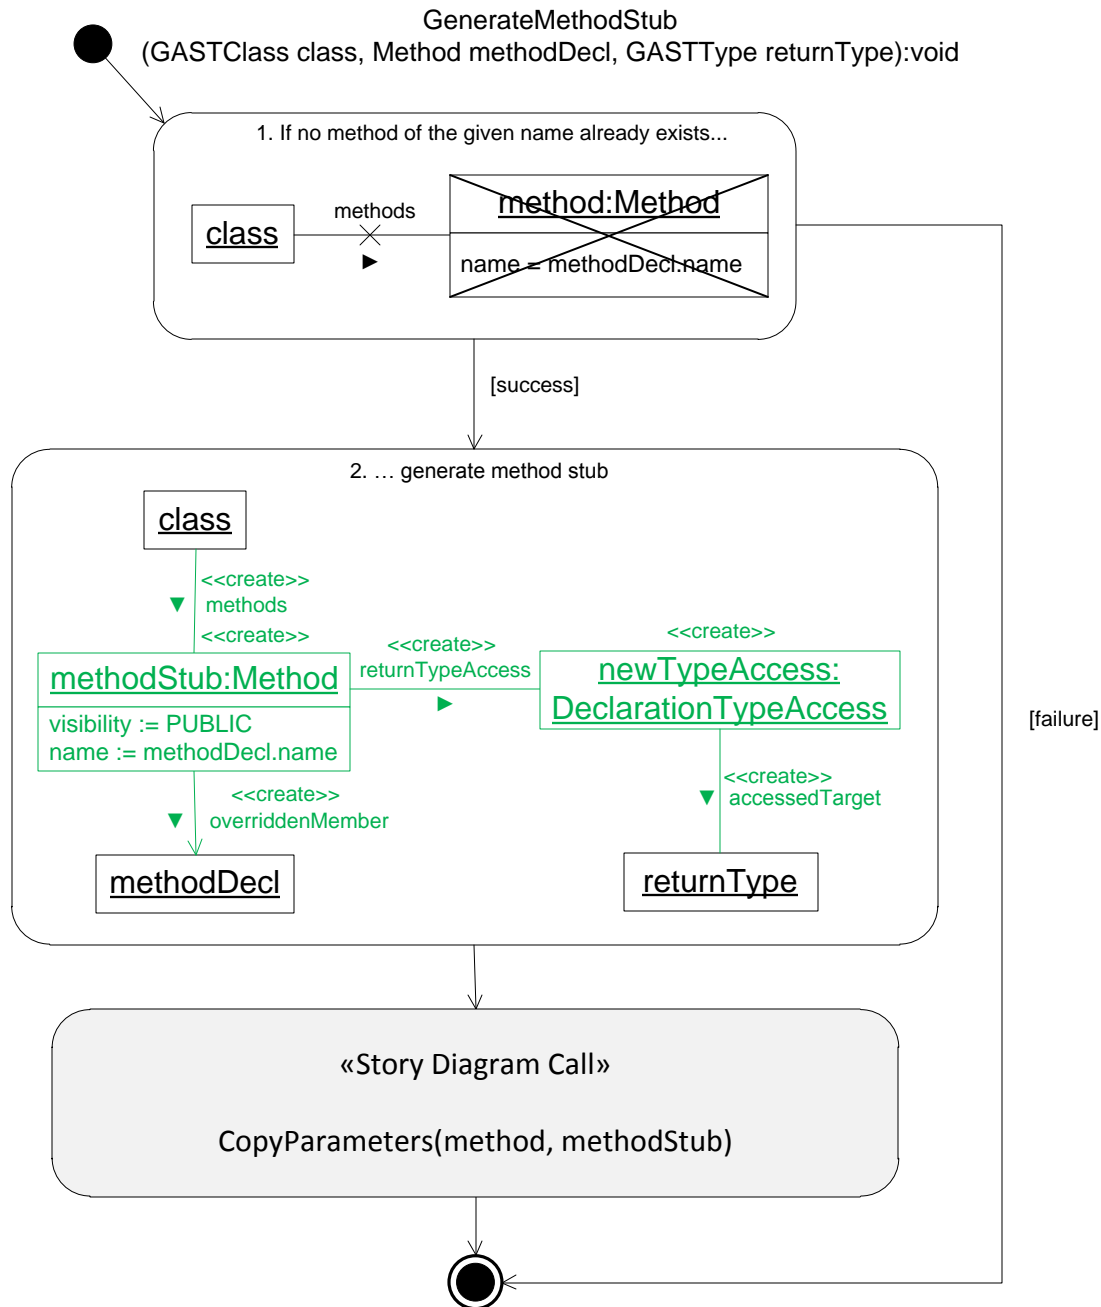 GenerateMethodStub
(GASTClass class, Method methodDecl, GASTType returnType):void
1. If no method of the given name already exists...
class
methods
►
method:Method
name = methodDecl.name
[success]
2. … generate method stub
class
<<create>>
▼ methods
<<create>>
methodStub:Method
visibility := PUBLIC
name := methodDecl.name
<<create>>
returnTypeAccess
►
<<create>>
newTypeAccess:
DeclarationTypeAccess
[failure]
<<create>>
▼ overriddenMember
<<create>>
▼ accessedTarget
methodDecl
returnType
«Story Diagram Call»
CopyParameters(method, methodStub)